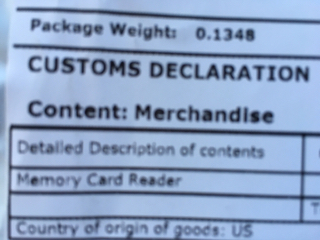 Package Weight: 0.1348
CUSTOMS DECLARATION
Content: Merchandise
Detailed Description of contents
Memory Card Reader
T
Country of origin of goods: US